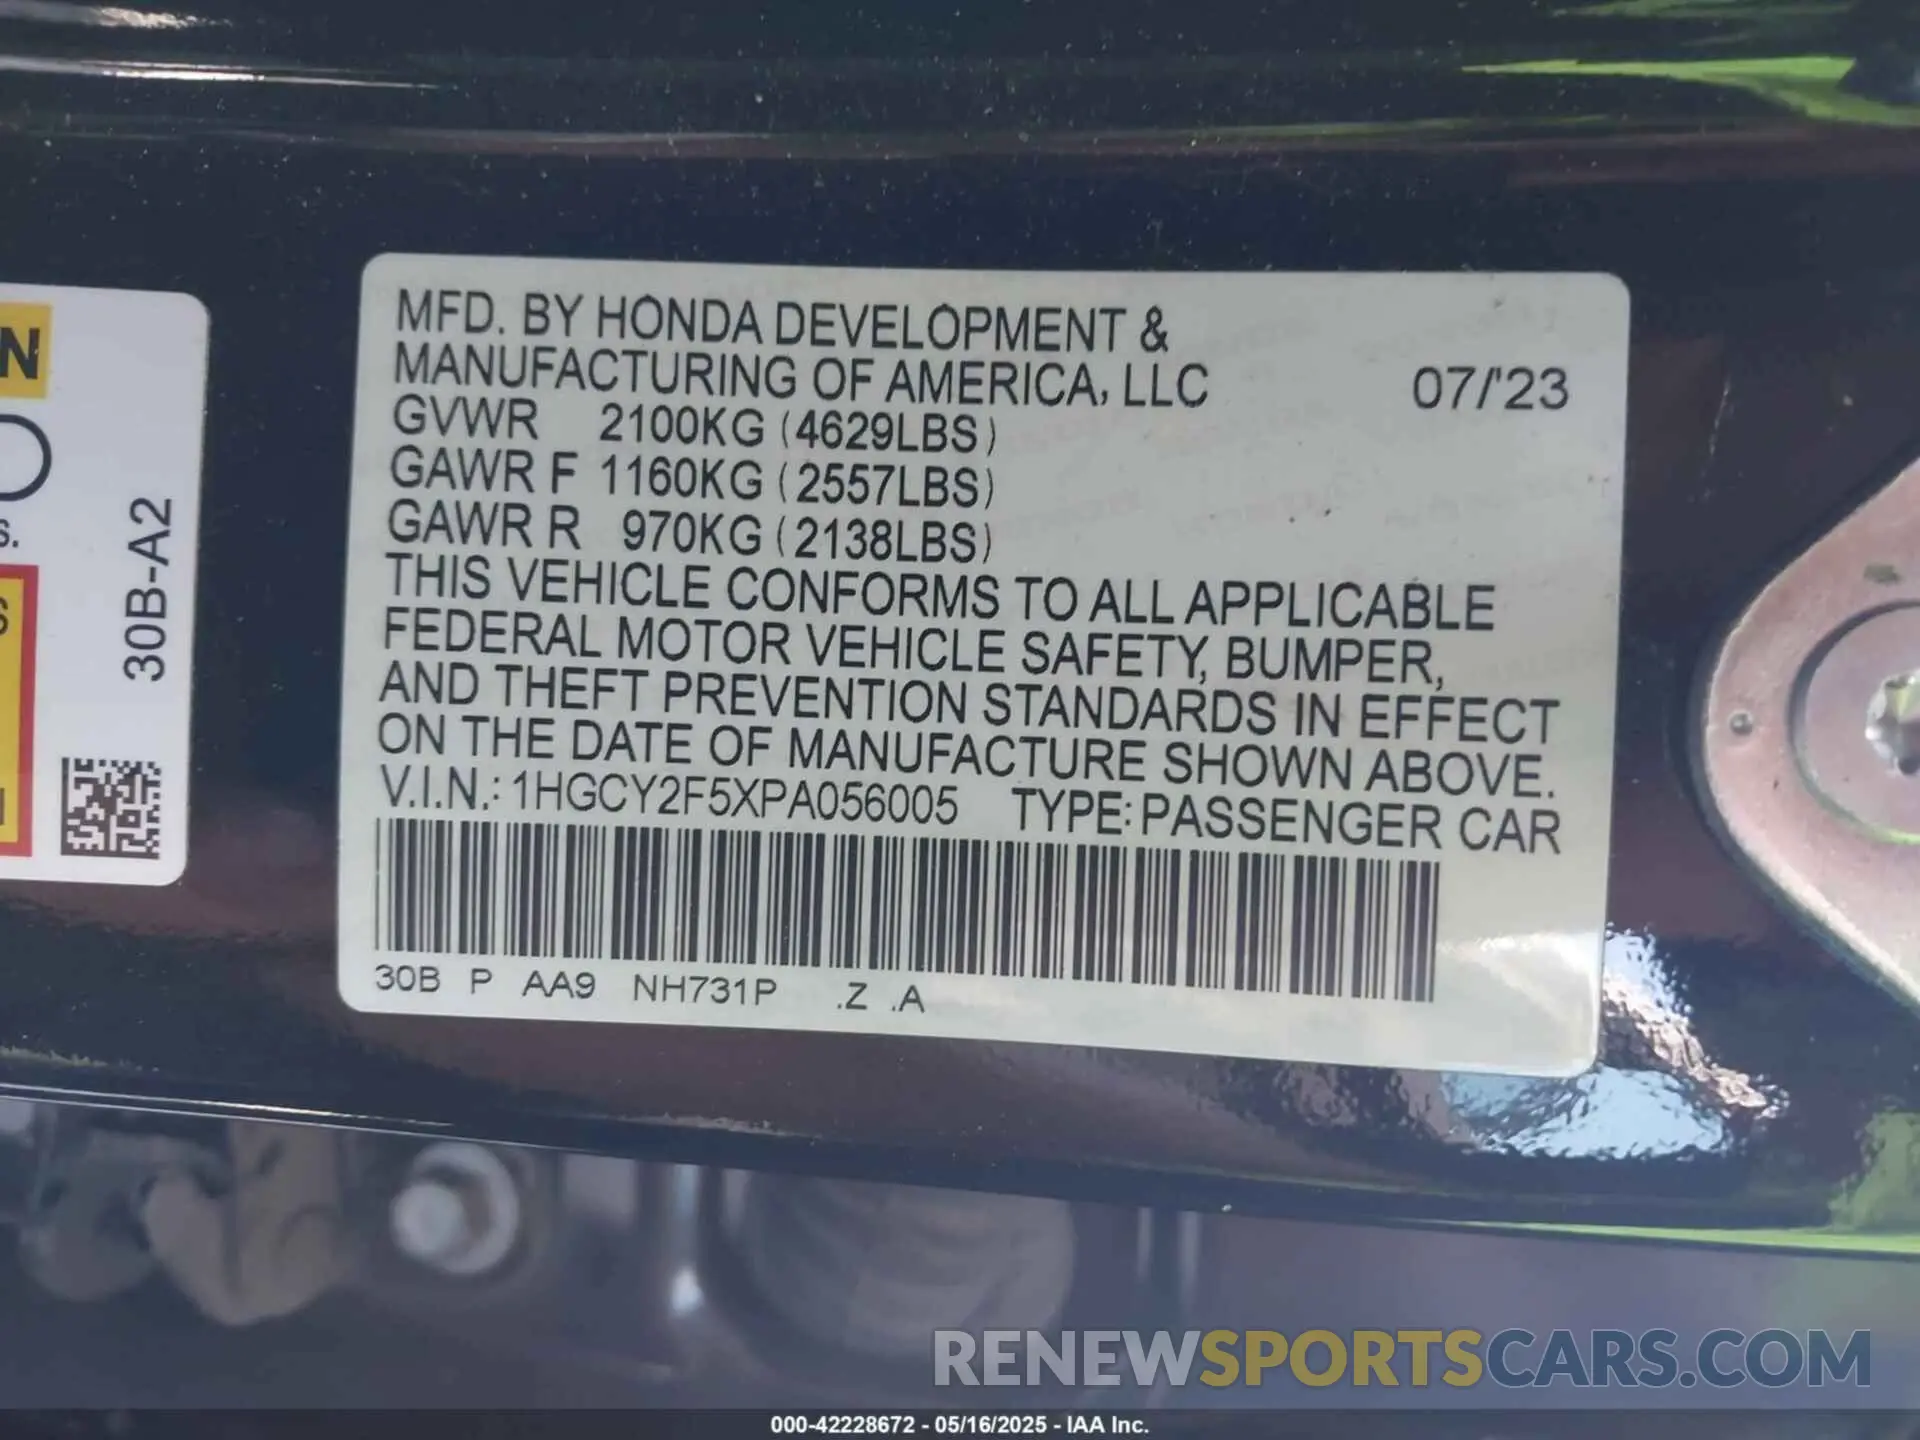 MFD. BY HONDA DEVELOPMENT &
MANUFACTURING OF AMERICA, LLC 07/'23
GVWR 2100KG (4629LBS)
GAWR F 1160KG (2557LBS)
GAWR R 970KG (2138LBS)
THIS VEHICLE CONFORMS TO ALL APPLICABLE
FEDERAL MOTOR VEHICLE SAFETY, BUMPER,
AND THEFT PREVENTION STANDARDS IN EFFECT
ON THE DATE OF MANUFACTURE SHOWN ABOVE.
V.I.N.: 1HGCY2F5XPA056005 TYPE: PASSENGER CAR
30B P AA9 NH731P .Z .A
30B-A2
RENEWSPORTSCARS.COM
000-42228672 - 05/16/2025 - IAA Inc.